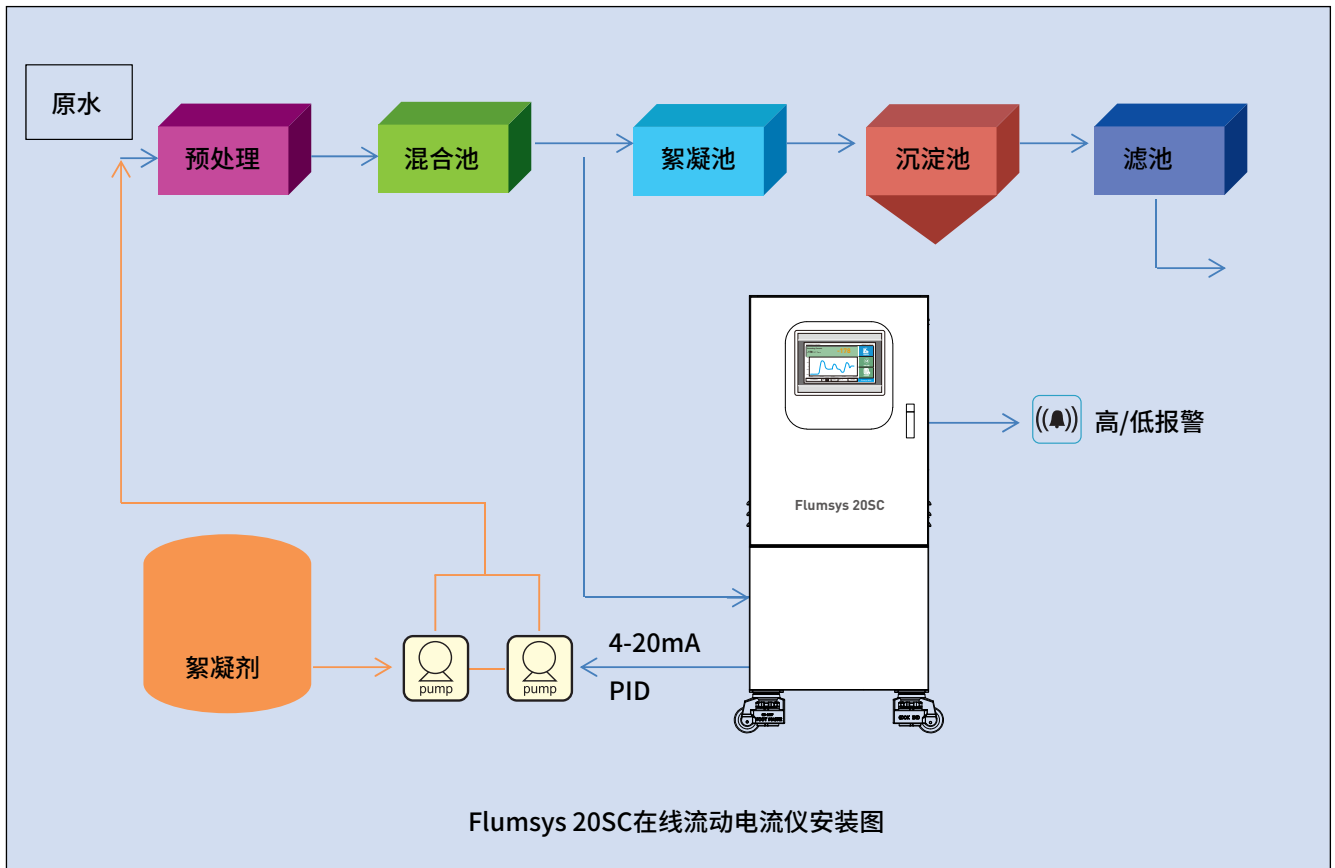 原水
预处理
混合池
絮凝池
沉淀池
滤池
高/低报警
Flumsys 20SC
4-20mA
PID
絮凝剂
pump
pump
Flumsys 20SC在线流动电流仪安装图